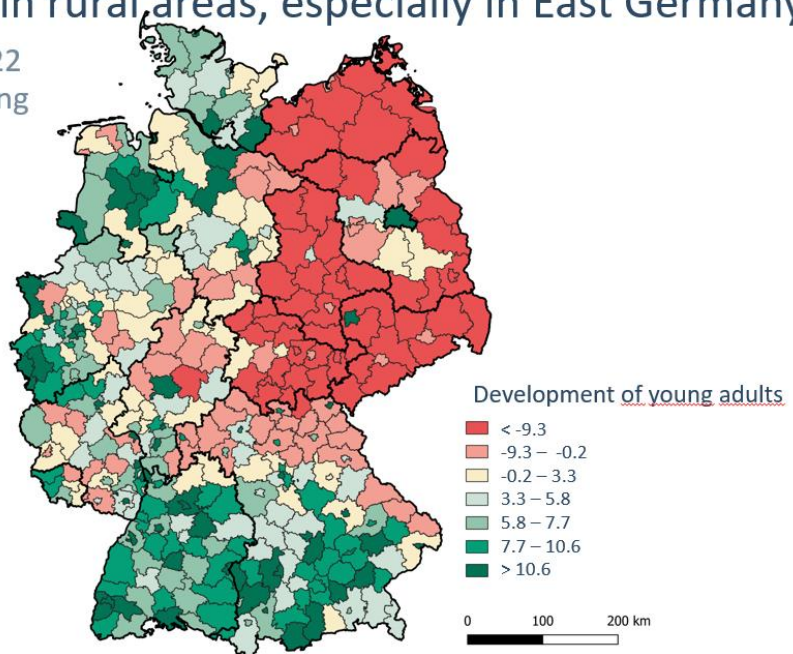 in rural areas, especially in East Germany
22
ng
Development of young adults
< -9.3
-9.3 – -0.2
-0.2 – 3.3
3.3 – 5.8
5.8 – 7.7
7.7 – 10.6
> 10.6
0 100 200 km